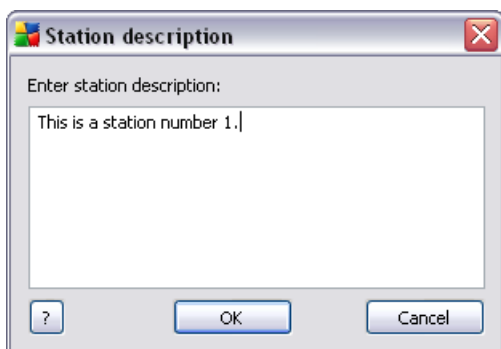 Station description
Enter station description:
This is a station number 1.
?
OK
Cancel